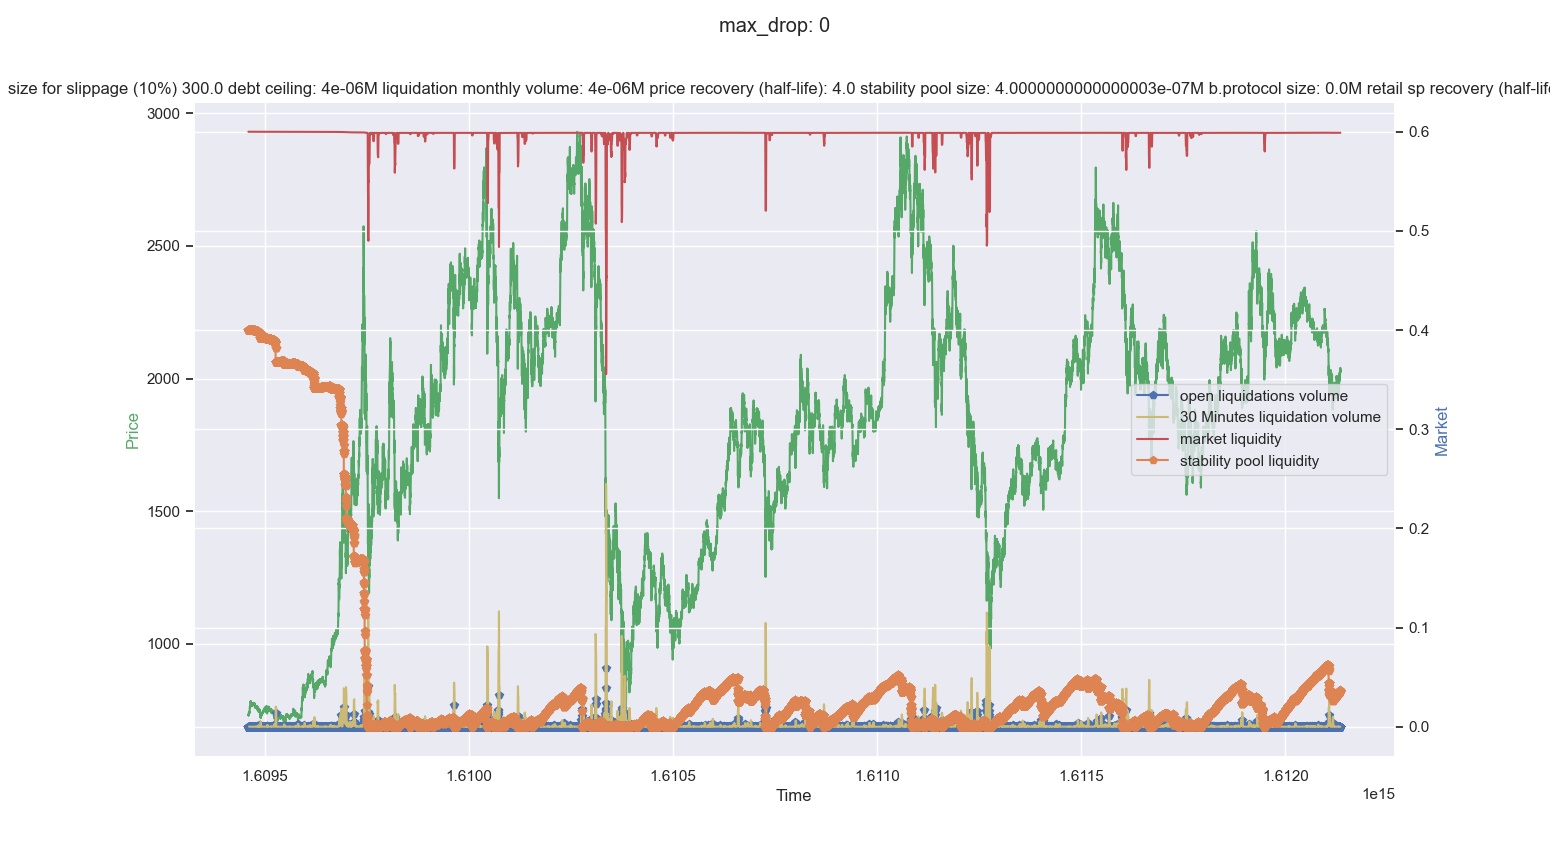 max_drop: 0
size for slippage (10%) 300.0 debt ceiling: 4e-06M liquidation monthly volume: 4e-06M price recovery (half-life): 4.0 stability pool size: 4.0000000000000003e-07M b.protocol size: 0.0M retail sp recovery (half-life
3000
2500
2000
1500
1000
Price
0.6
0.5
0.4
0.3
0.2
0.1
0.0
Market
open liquidations volume
30 Minutes liquidation volume
market liquidity
stability pool liquidity
1.6095
1.6100
1.6105
1.6110
1.6115
1.6120
1e15
Time